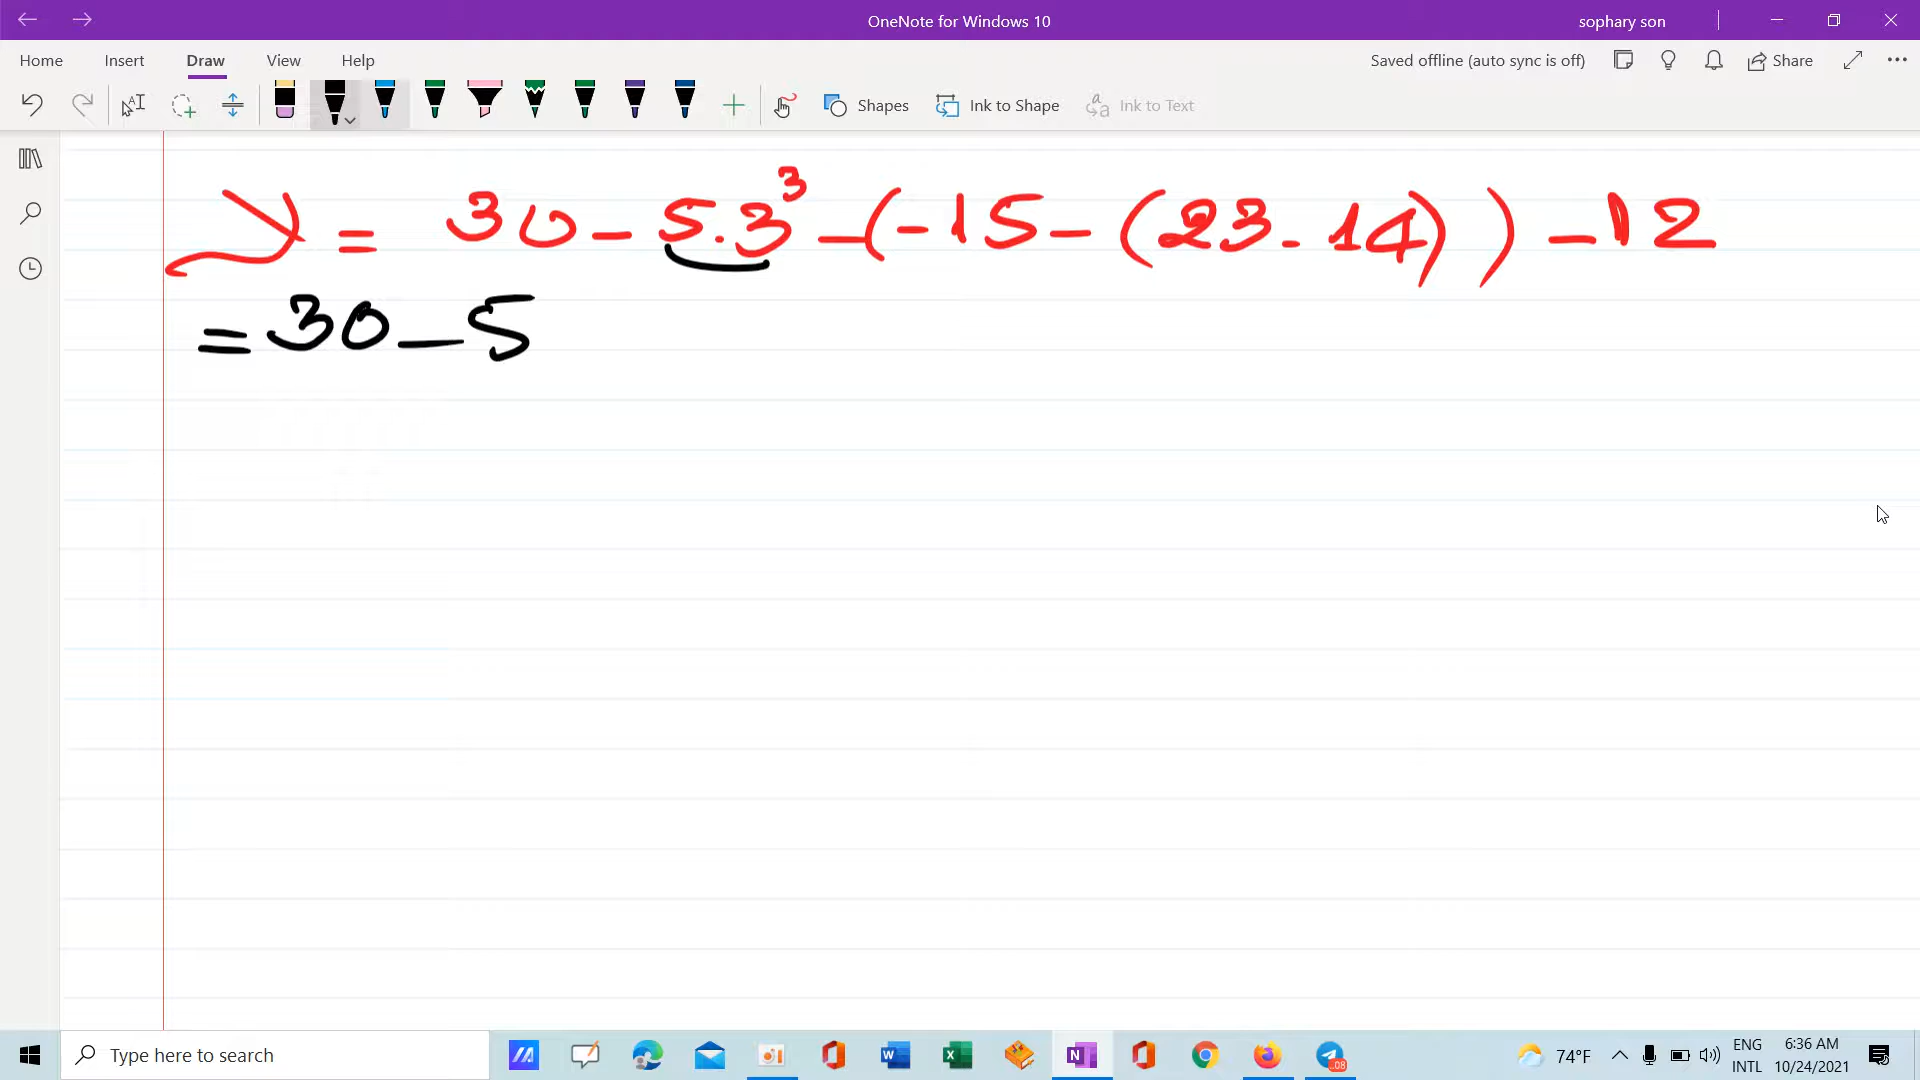 OneNote for Windows 10
sophary son
Home Insert Draw View Help
Saved offline (auto sync is off)
Share
Shapes
Ink to Shape
Ink to Text
y = 30 - 5.3³ - (-15 - (23 - 14)) - 12
= 30 - 5
Type here to search
74°F
ENG
INTL
6:36 AM
10/24/2021